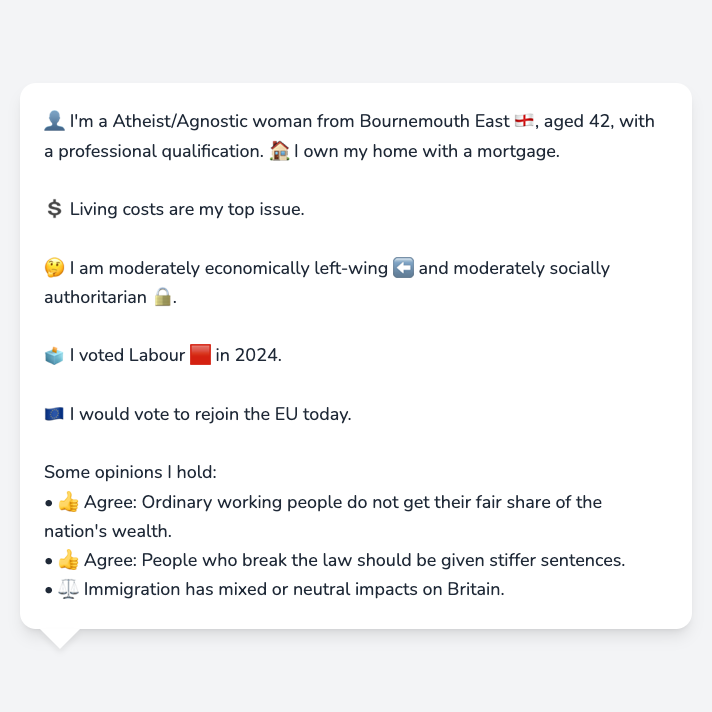 👤 I'm a Atheist/Agnostic woman from Bournemouth East 🏴󠁧󠁢󠁥󠁮󠁧󠁿, aged 42, with
a professional qualification. 🏠 I own my home with a mortgage.
💲 Living costs are my top issue.
🤔 I am moderately economically left-wing ⬅️ and moderately socially
authoritarian 🔒.
🗳️ I voted Labour 🟥 in 2024.
🇪🇺 I would vote to rejoin the EU today.
Some opinions I hold:
• 👍 Agree: Ordinary working people do not get their fair share of the
nation's wealth.
• 👍 Agree: People who break the law should be given stiffer sentences.
• ⚖️ Immigration has mixed or neutral impacts on Britain.